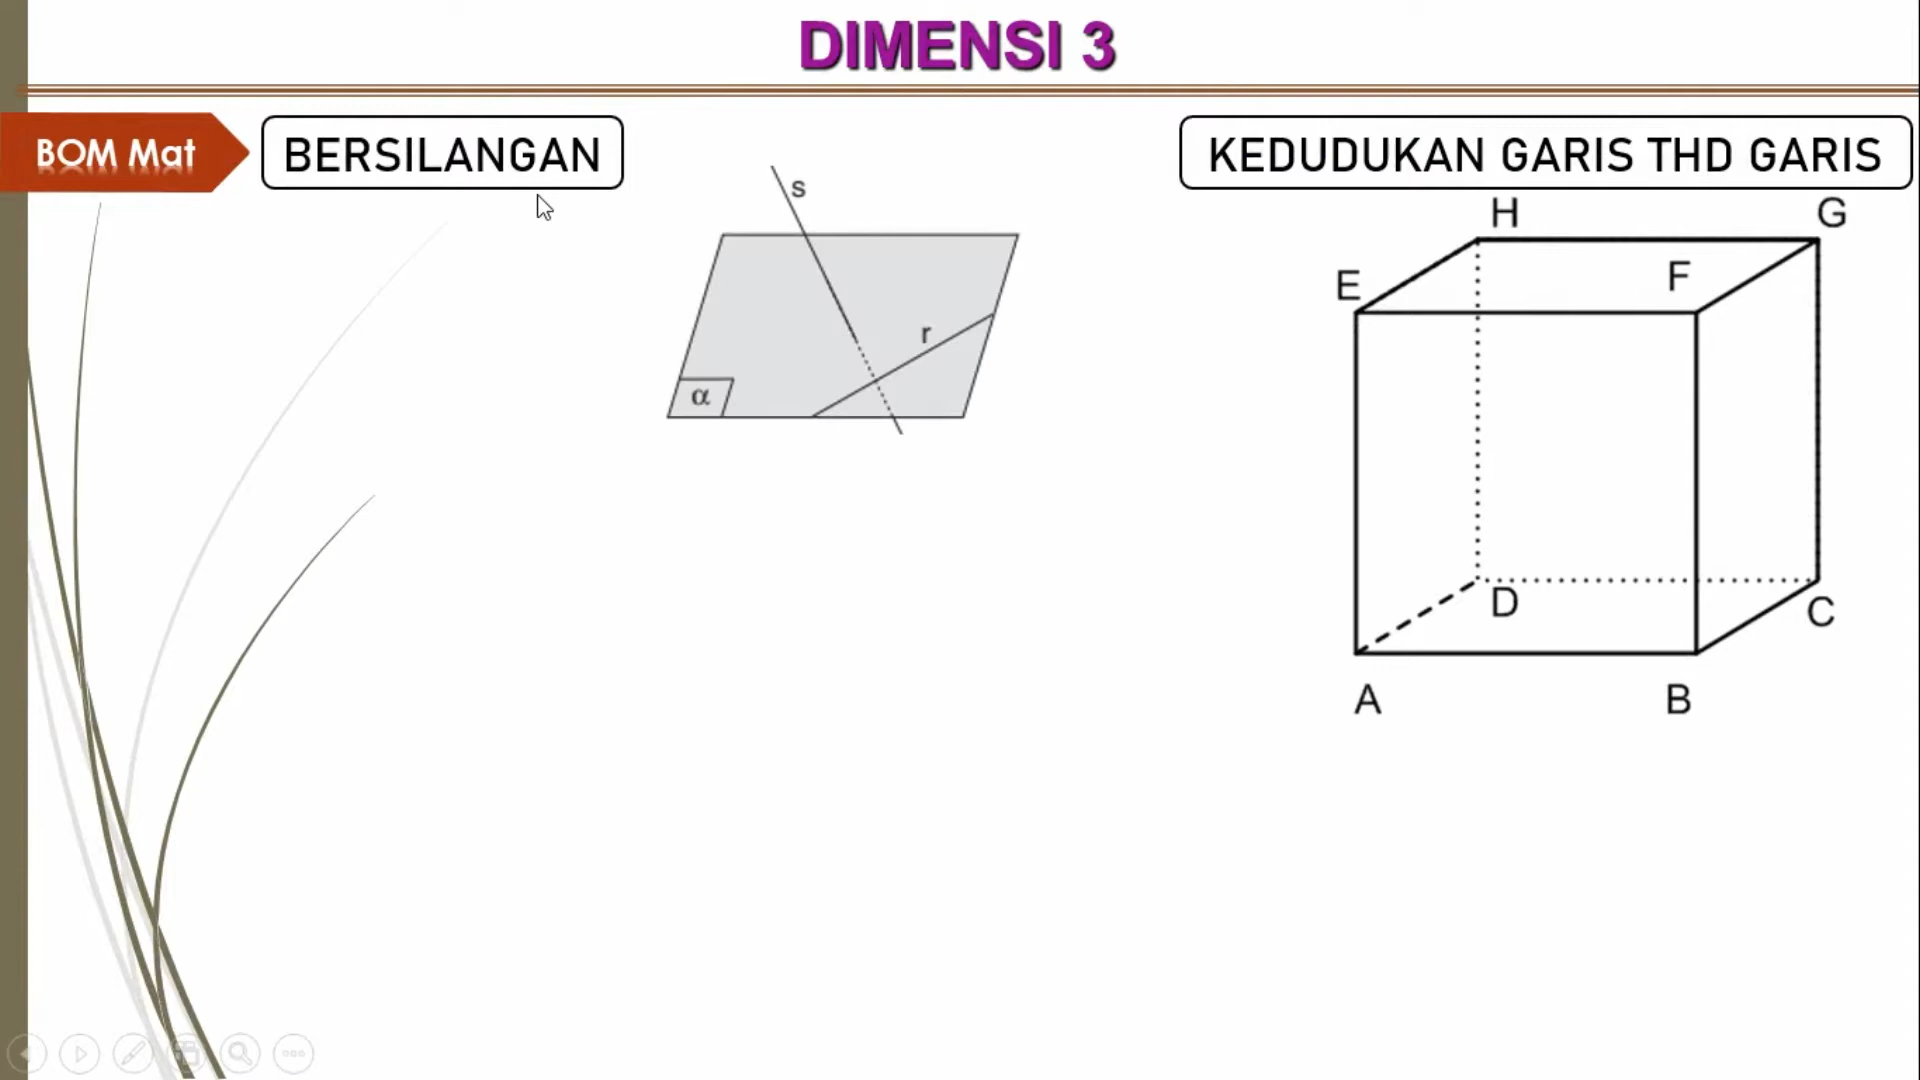 DIMENSI 3
BOM Mat
BERSILANGAN
KEDUDUKAN GARIS THD GARIS
s
r
α
H
G
E
F
D
C
A
B